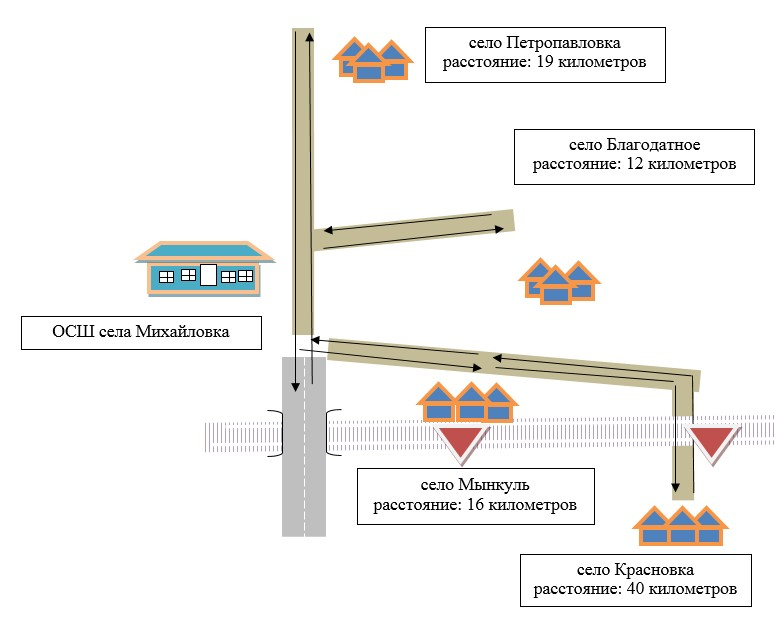 село Петропавловка
расстояние: 19 километров
село Благодатное
расстояние: 12 километров
ОСШ села Михайловка
село Мынкуль
расстояние: 16 километров
село Красновка
расстояние: 40 километров